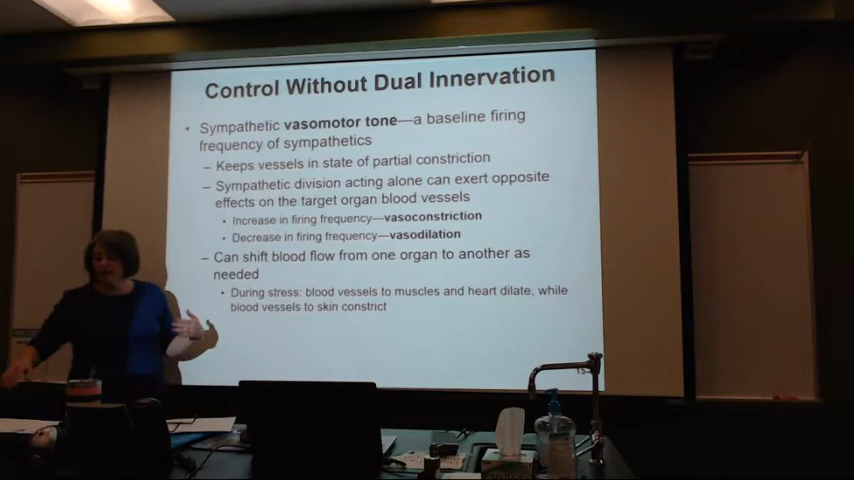 Control Without Dual Innervation
• Sympathetic vasomotor tone—a baseline firing
frequency of sympathetics
– Keeps vessels in state of partial constriction
– Sympathetic division acting alone can exert opposite
effects on the target organ blood vessels
• Increase in firing frequency—vasoconstriction
• Decrease in firing frequency—vasodilation
– Can shift blood flow from one organ to another as
needed
• During stress: blood vessels to muscles and heart dilate, while
blood vessels to skin constrict